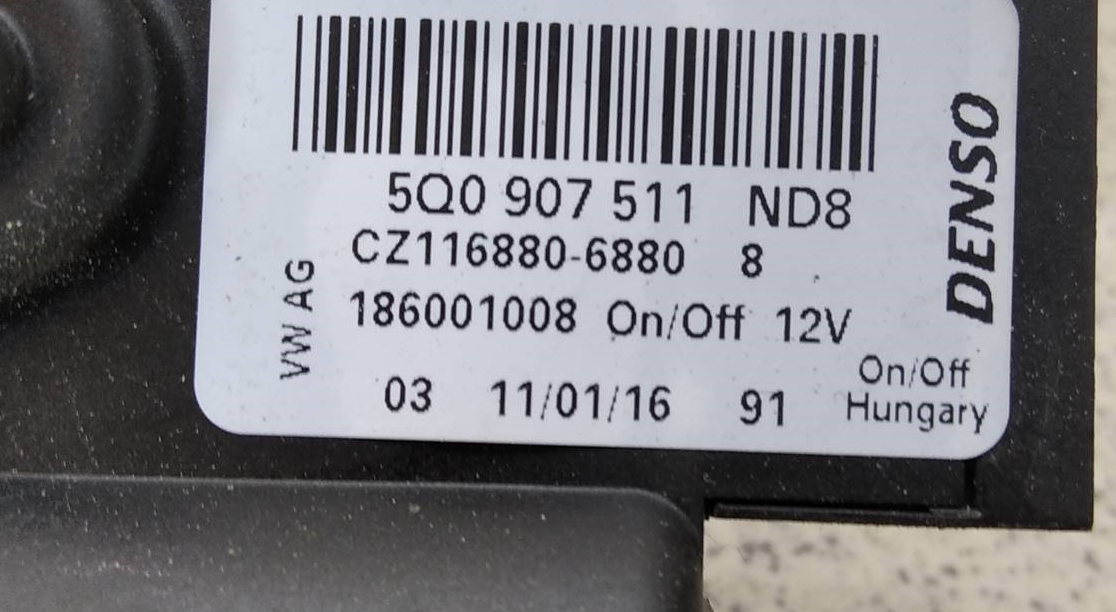 5Q0 907 511 ND8
CZ116880-6880 8
186001008 On/Off 12V
03 11/01/16 91
On/Off
Hungary
VW AG
DENSO